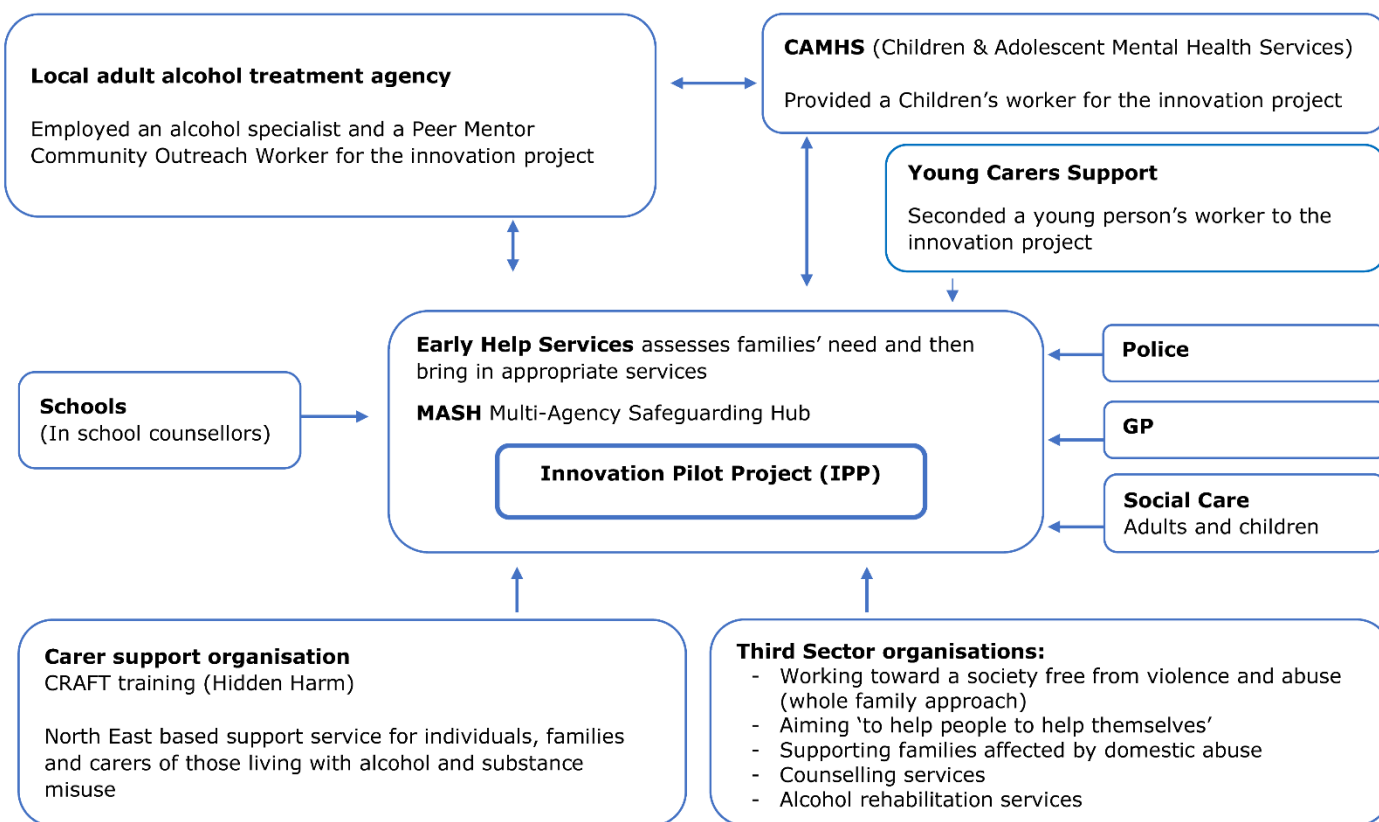 Local adult alcohol treatment agency
Employed an alcohol specialist and a Peer Mentor
Community Outreach Worker for the innovation project
CAMHS (Children & Adolescent Mental Health Services)
Provided a Children’s worker for the innovation project
Young Carers Support
Seconded a young person’s worker to the
innovation project
Early Help Services assesses families’ need and then
bring in appropriate services
MASH Multi-Agency Safeguarding Hub
Innovation Pilot Project (IPP)
Schools
(In school counsellors)
Police
GP
Social Care
Adults and children
Carer support organisation
CRAFT training (Hidden Harm)
North East based support service for individuals, families
and carers of those living with alcohol and substance
misuse
Third Sector organisations:
- Working toward a society free from violence and abuse
(whole family approach)
- Aiming ‘to help people to help themselves’
- Supporting families affected by domestic abuse
- Counselling services
- Alcohol rehabilitation services